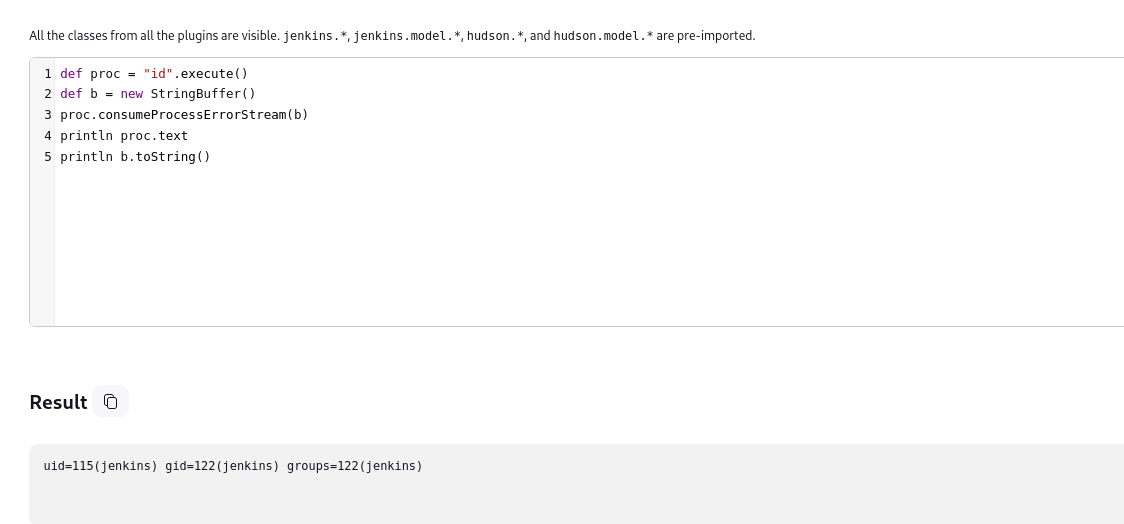 All the classes from all the plugins are visible. jenkins.*, jenkins.model.*, hudson.*, and hudson.model.* are pre-imported.
1 def proc = "id".execute()
2 def b = new StringBuffer()
3 proc.consumeProcessErrorStream(b)
4 println proc.text
5 println b.toString()
Result
uid=115(jenkins) gid=122(jenkins) groups=122(jenkins)